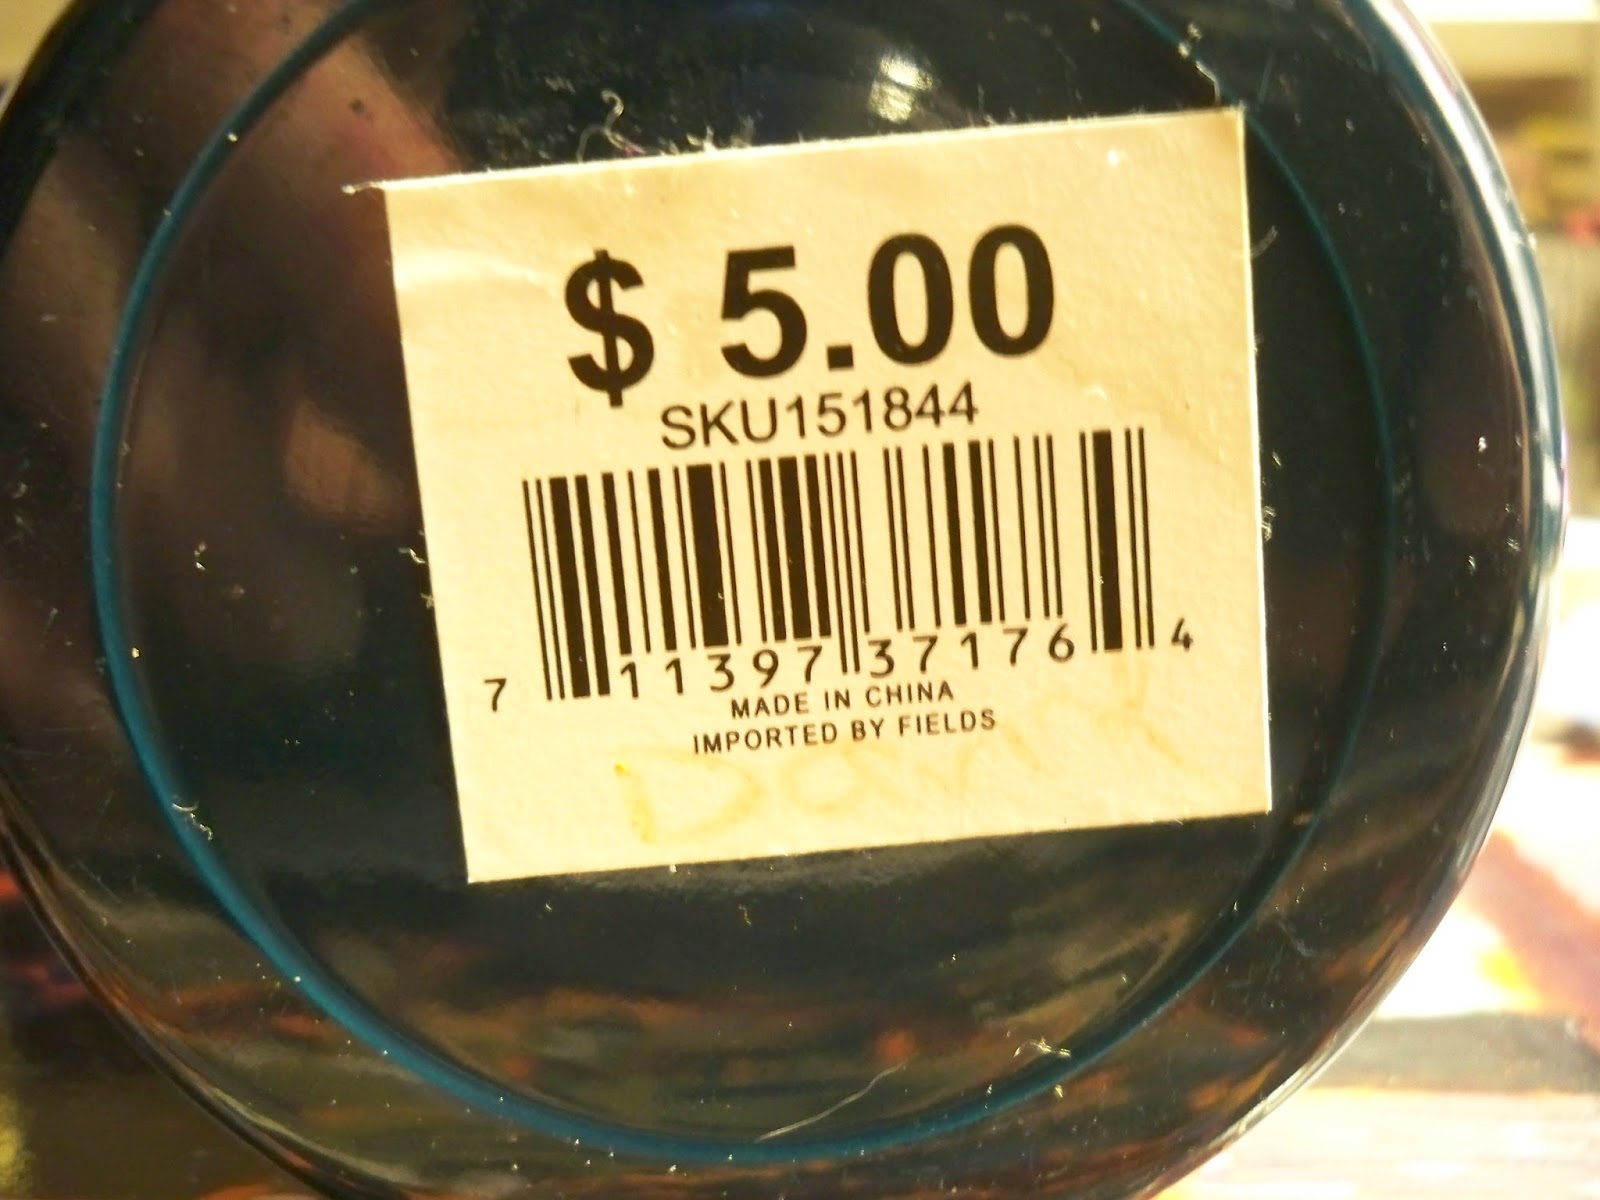 $ 5.00
SKU151844
7 11397 37176 4
MADE IN CHINA
IMPORTED BY FIELDS